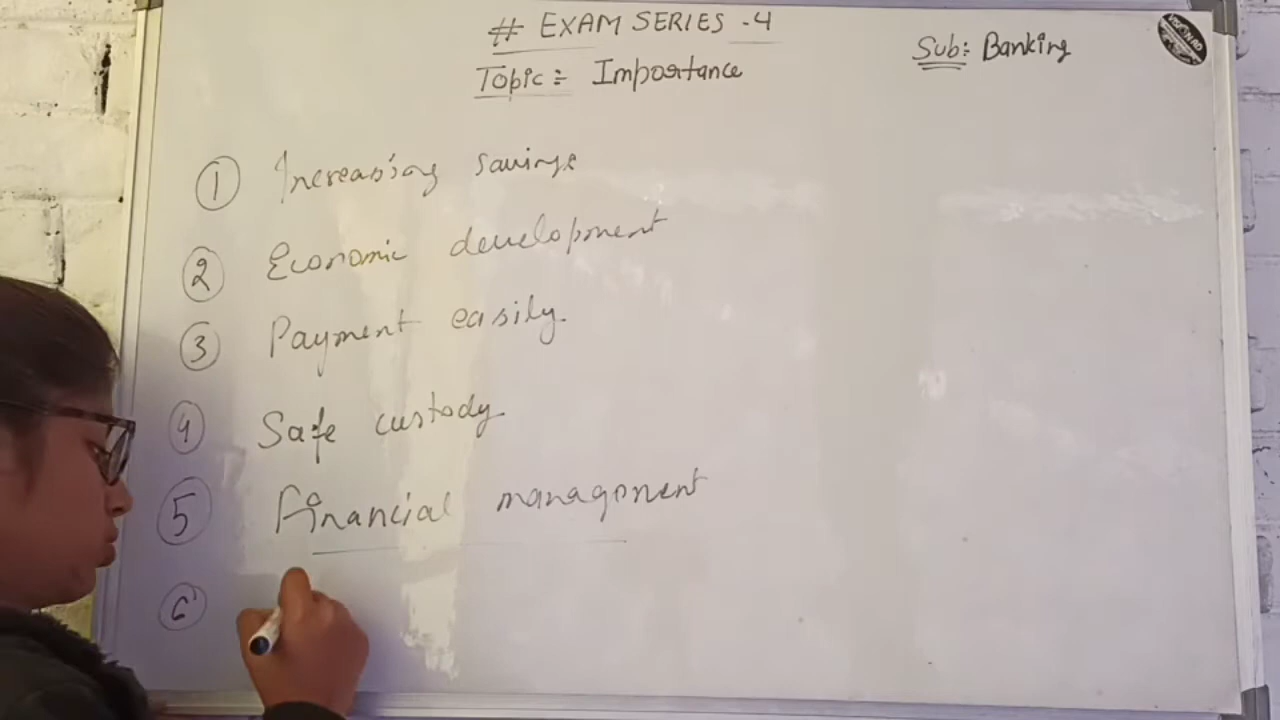 # EXAM SERIES -4
Sub:- Banking
Topic :- Importance
① Increasing savings
② Economic development
③ Payment easily.
④ Safe custody.
⑤ Financial management
⑥